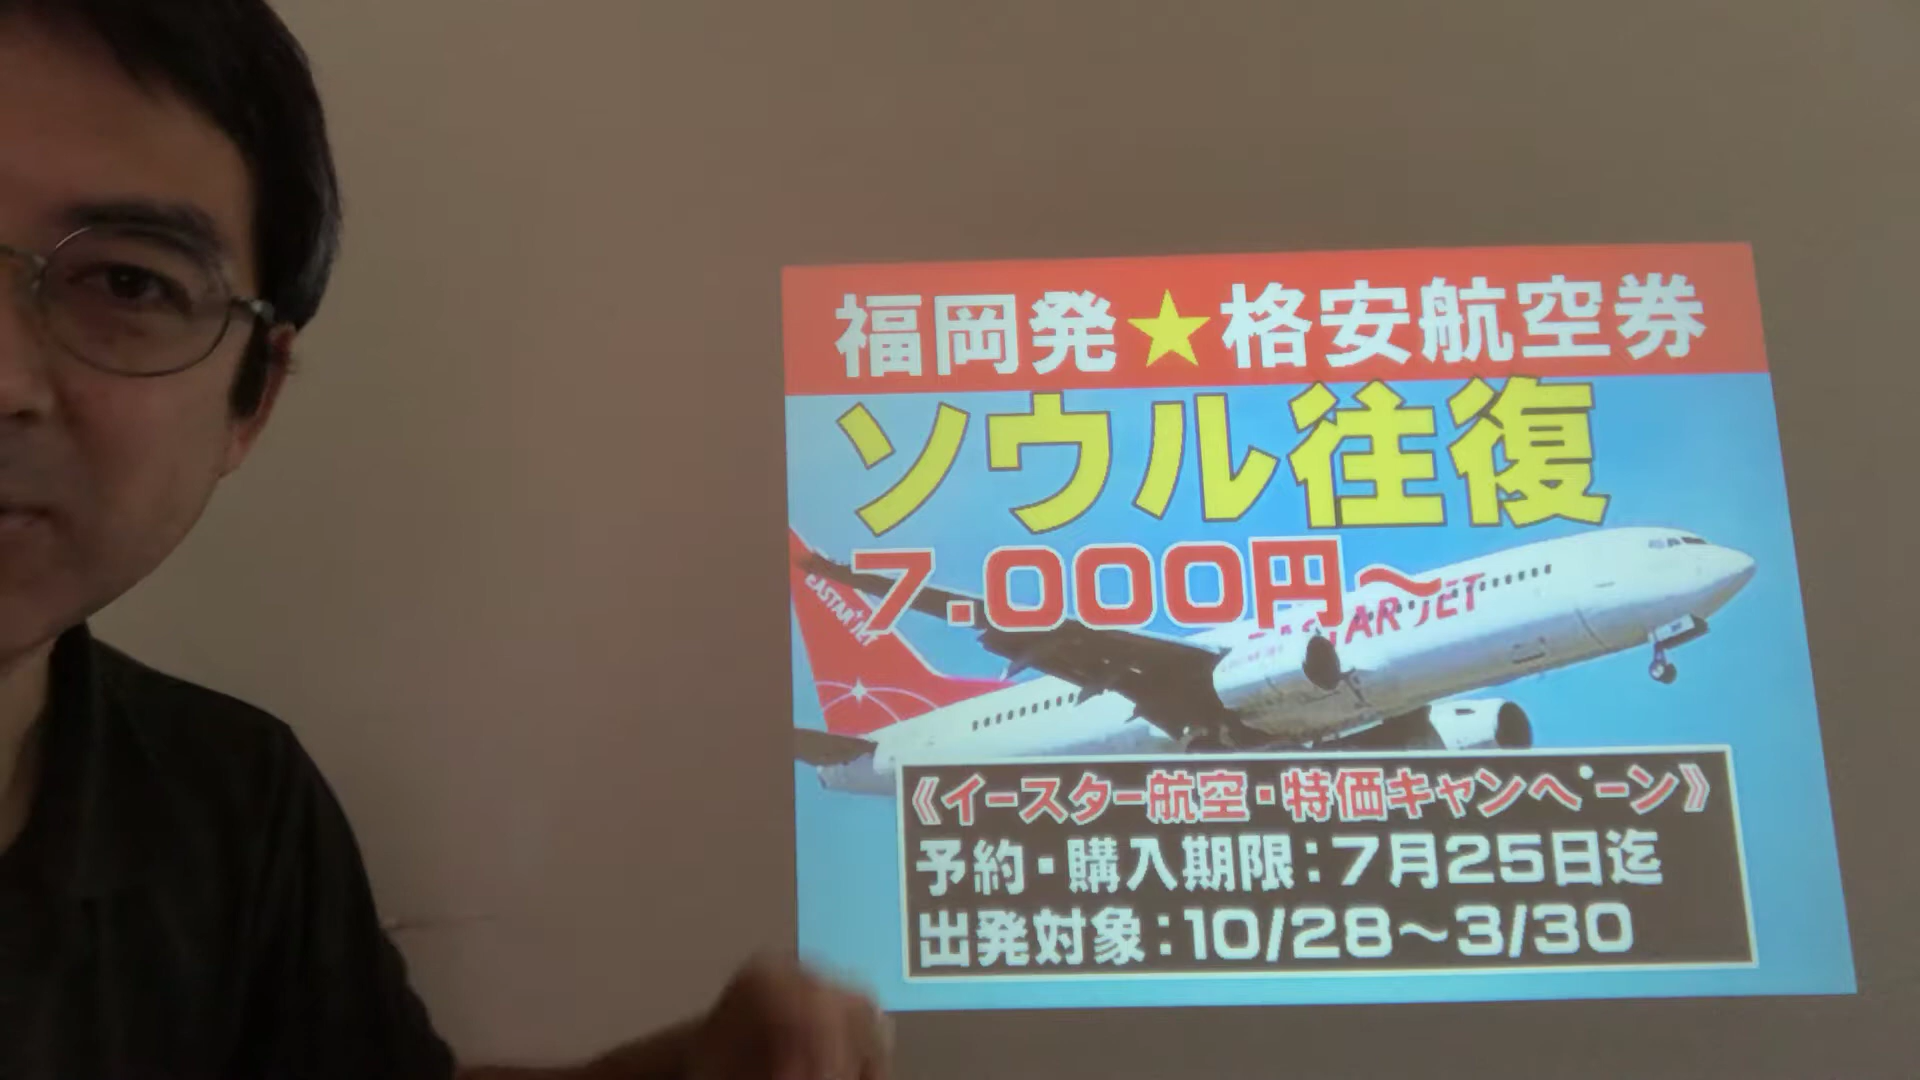 福岡発★格安航空券
ソウル往復
7.000円〜
EASTAR JET
EASTAR JET
《イースター航空・特価キャンペーン》
予約・購入期限：7月25日迄
出発対象：10/28〜3/30